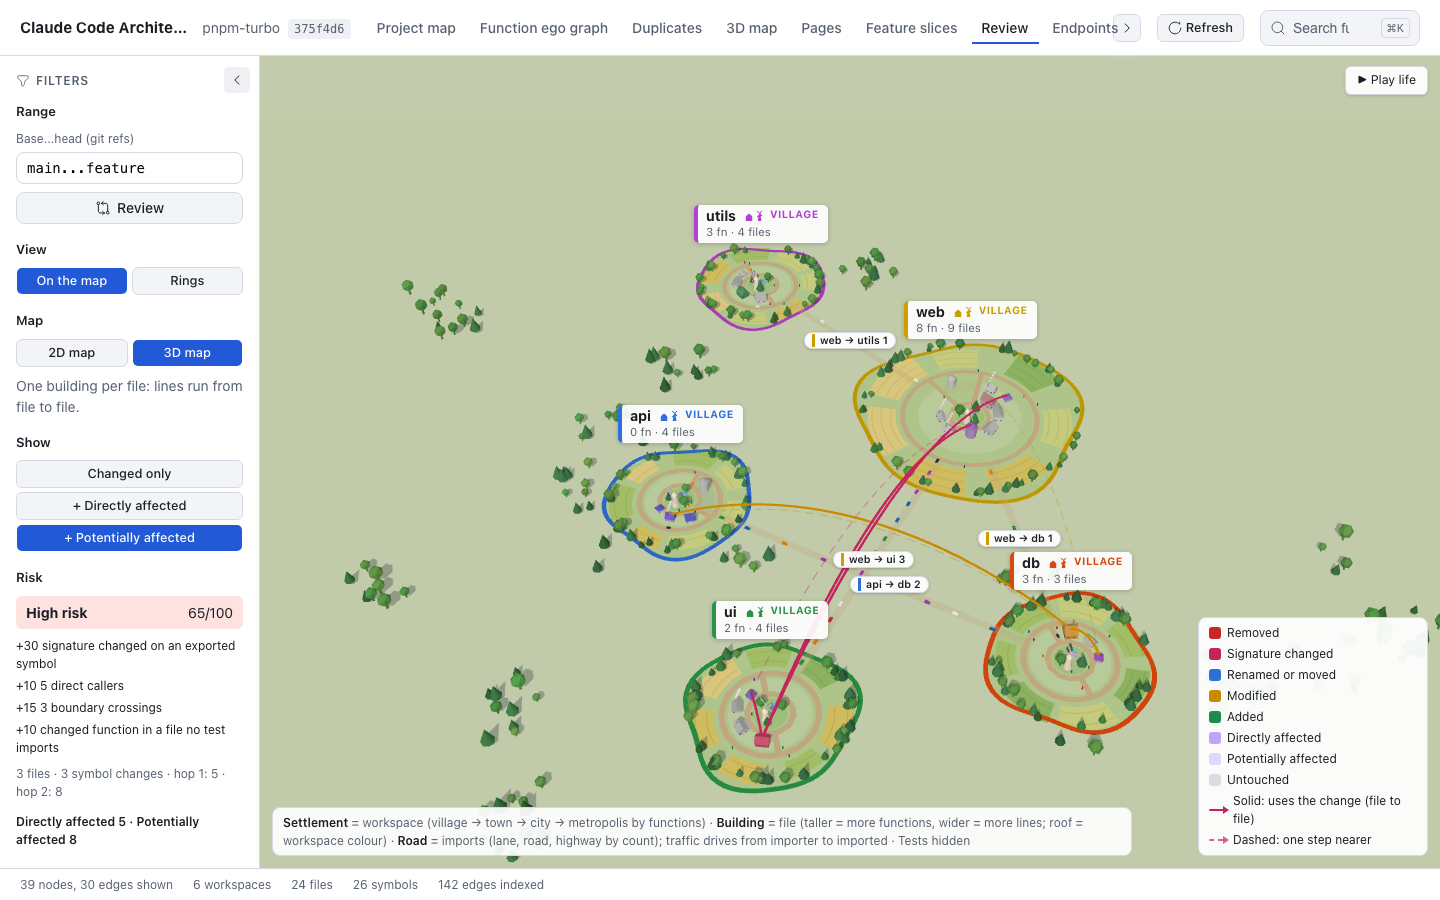 Claude Code Archite...
pnpm-turbo
375f4d6
Project map
Function ego graph
Duplicates
3D map
Pages
Feature slices
Review
Endpoints
Refresh
Search
⌘K
FILTERS
Range
Base...head (git refs)
main...feature
Review
View
On the map
Rings
Map
2D map
3D map
One building per file: lines run from
file to file.
Show
Changed only
+ Directly affected
+ Potentially affected
Risk
High risk
65/100
+30 signature changed on an exported
symbol
+10 5 direct callers
+15 3 boundary crossings
+10 changed function in a file no test
imports
3 files · 3 symbol changes · hop 1: 5 ·
hop 2: 8
Directly affected 5 · Potentially
affected 8
Play life
utils VILLAGE
3 fn · 4 files
web VILLAGE
8 fn · 9 files
web → utils 1
api VILLAGE
0 fn · 4 files
web → db 1
web → ui 3
db VILLAGE
3 fn · 3 files
api → db 2
ui VILLAGE
2 fn · 4 files
Removed
Signature changed
Renamed or moved
Modified
Added
Directly affected
Potentially affected
Untouched
Solid: uses the change (file to
file)
Dashed: one step nearer
Settlement = workspace (village → town → city → metropolis by functions) · Building = file (taller = more functions, wider = more lines; roof =
workspace colour) · Road = imports (lane, road, highway by count); traffic drives from importer to imported · Tests hidden
39 nodes, 30 edges shown
6 workspaces
24 files
26 symbols
142 edges indexed